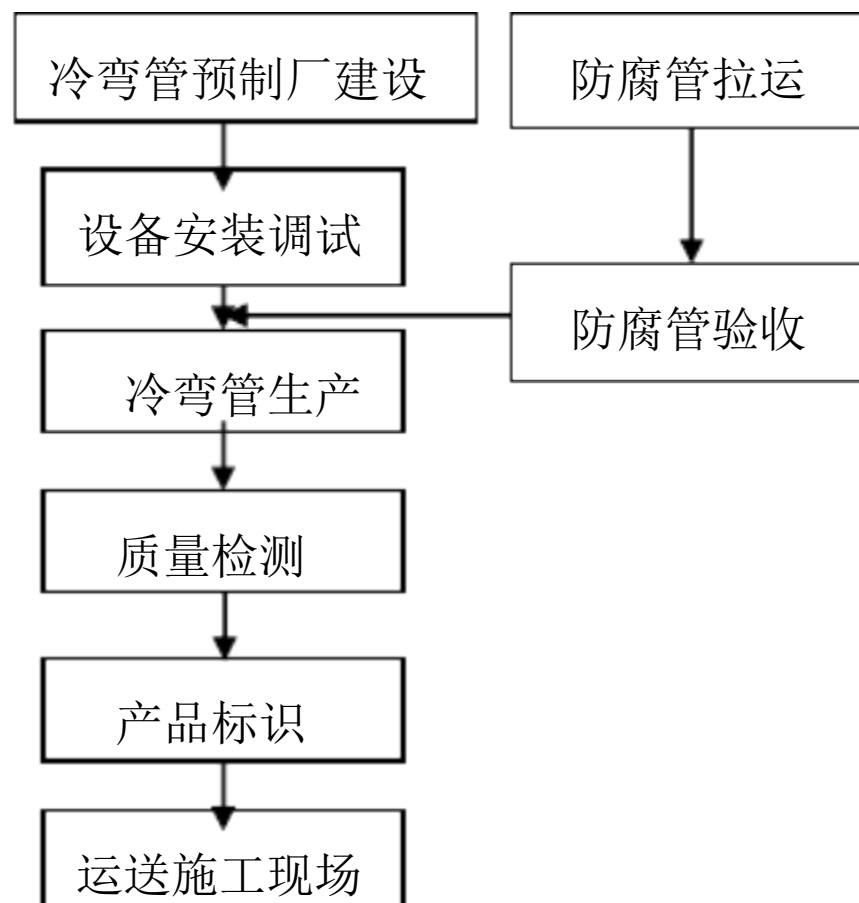 冷弯管预制厂建设
防腐管拉运
设备安装调试
防腐管验收
冷弯管生产
质量检测
产品标识
运送施工现场